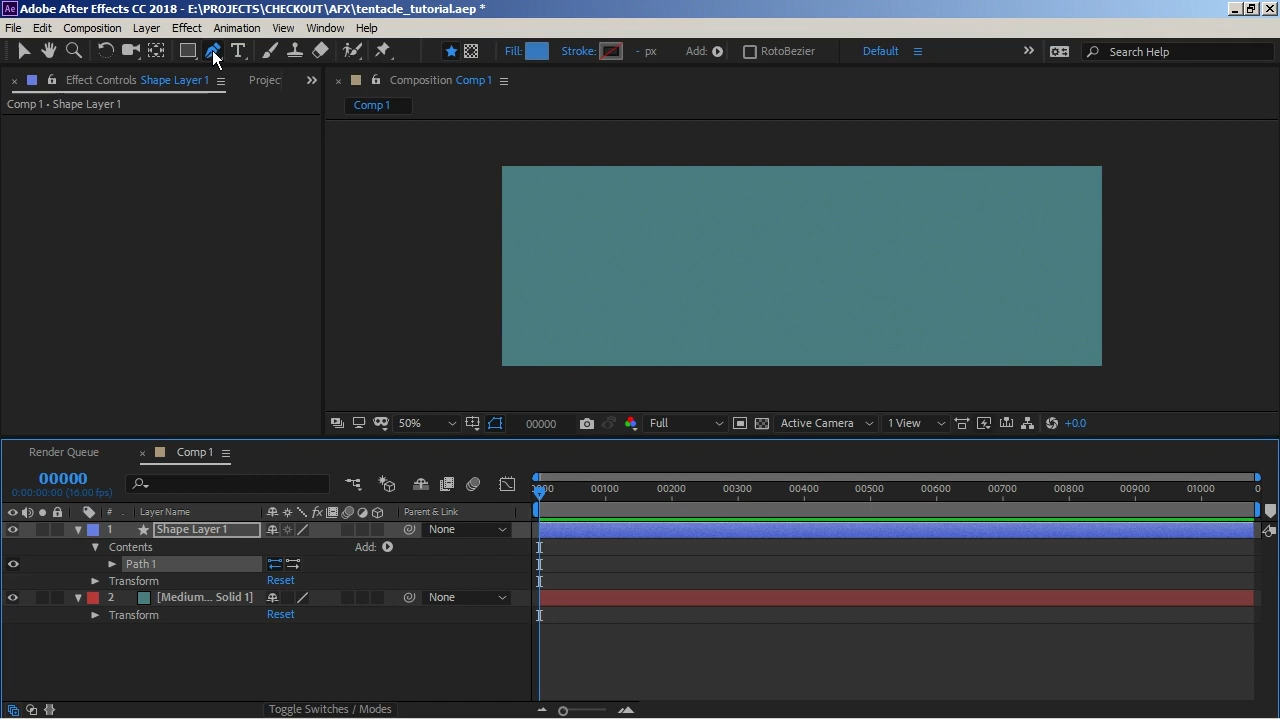 Adobe After Effects CC 2018 - E:\PROJECTS\CHECKOUT\AFX\tentacle_tutorial.aep *
File Edit Composition Layer Effect Animation View Window Help
Fill: Stroke: - px Add: RotoBezier Default Search Help
Effect Controls Shape Layer 1 Project
Composition Comp 1
Comp 1 • Shape Layer 1
Comp 1
50% 00000 Full Active Camera 1 View +0.0
Render Queue Comp 1
00000
0:00:00:00 (16.00 fps)
0000 00100 00200 00300 00400 00500 00600 00700 00800 00900 01000 0
# Layer Name Parent & Link
1 Shape Layer 1 None
Contents Add:
Path 1
Transform Reset
2 [Medium... Solid 1] None
Transform Reset
Toggle Switches / Modes